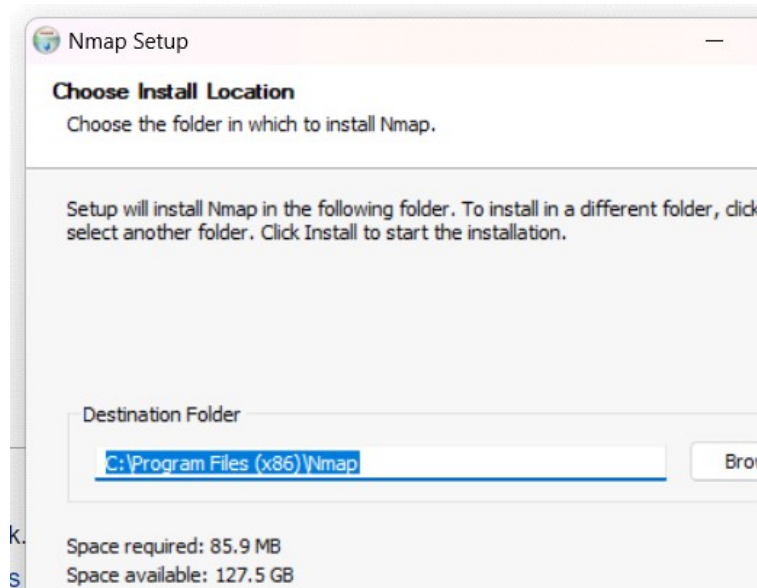 Nmap Setup
Choose Install Location
Choose the folder in which to install Nmap.
Setup will install Nmap in the following folder. To install in a different folder, click
select another folder. Click Install to start the installation.
Destination Folder
C:\Program Files (x86)\Nmap
Bro
k.
Space required: 85.9 MB
s
Space available: 127.5 GB